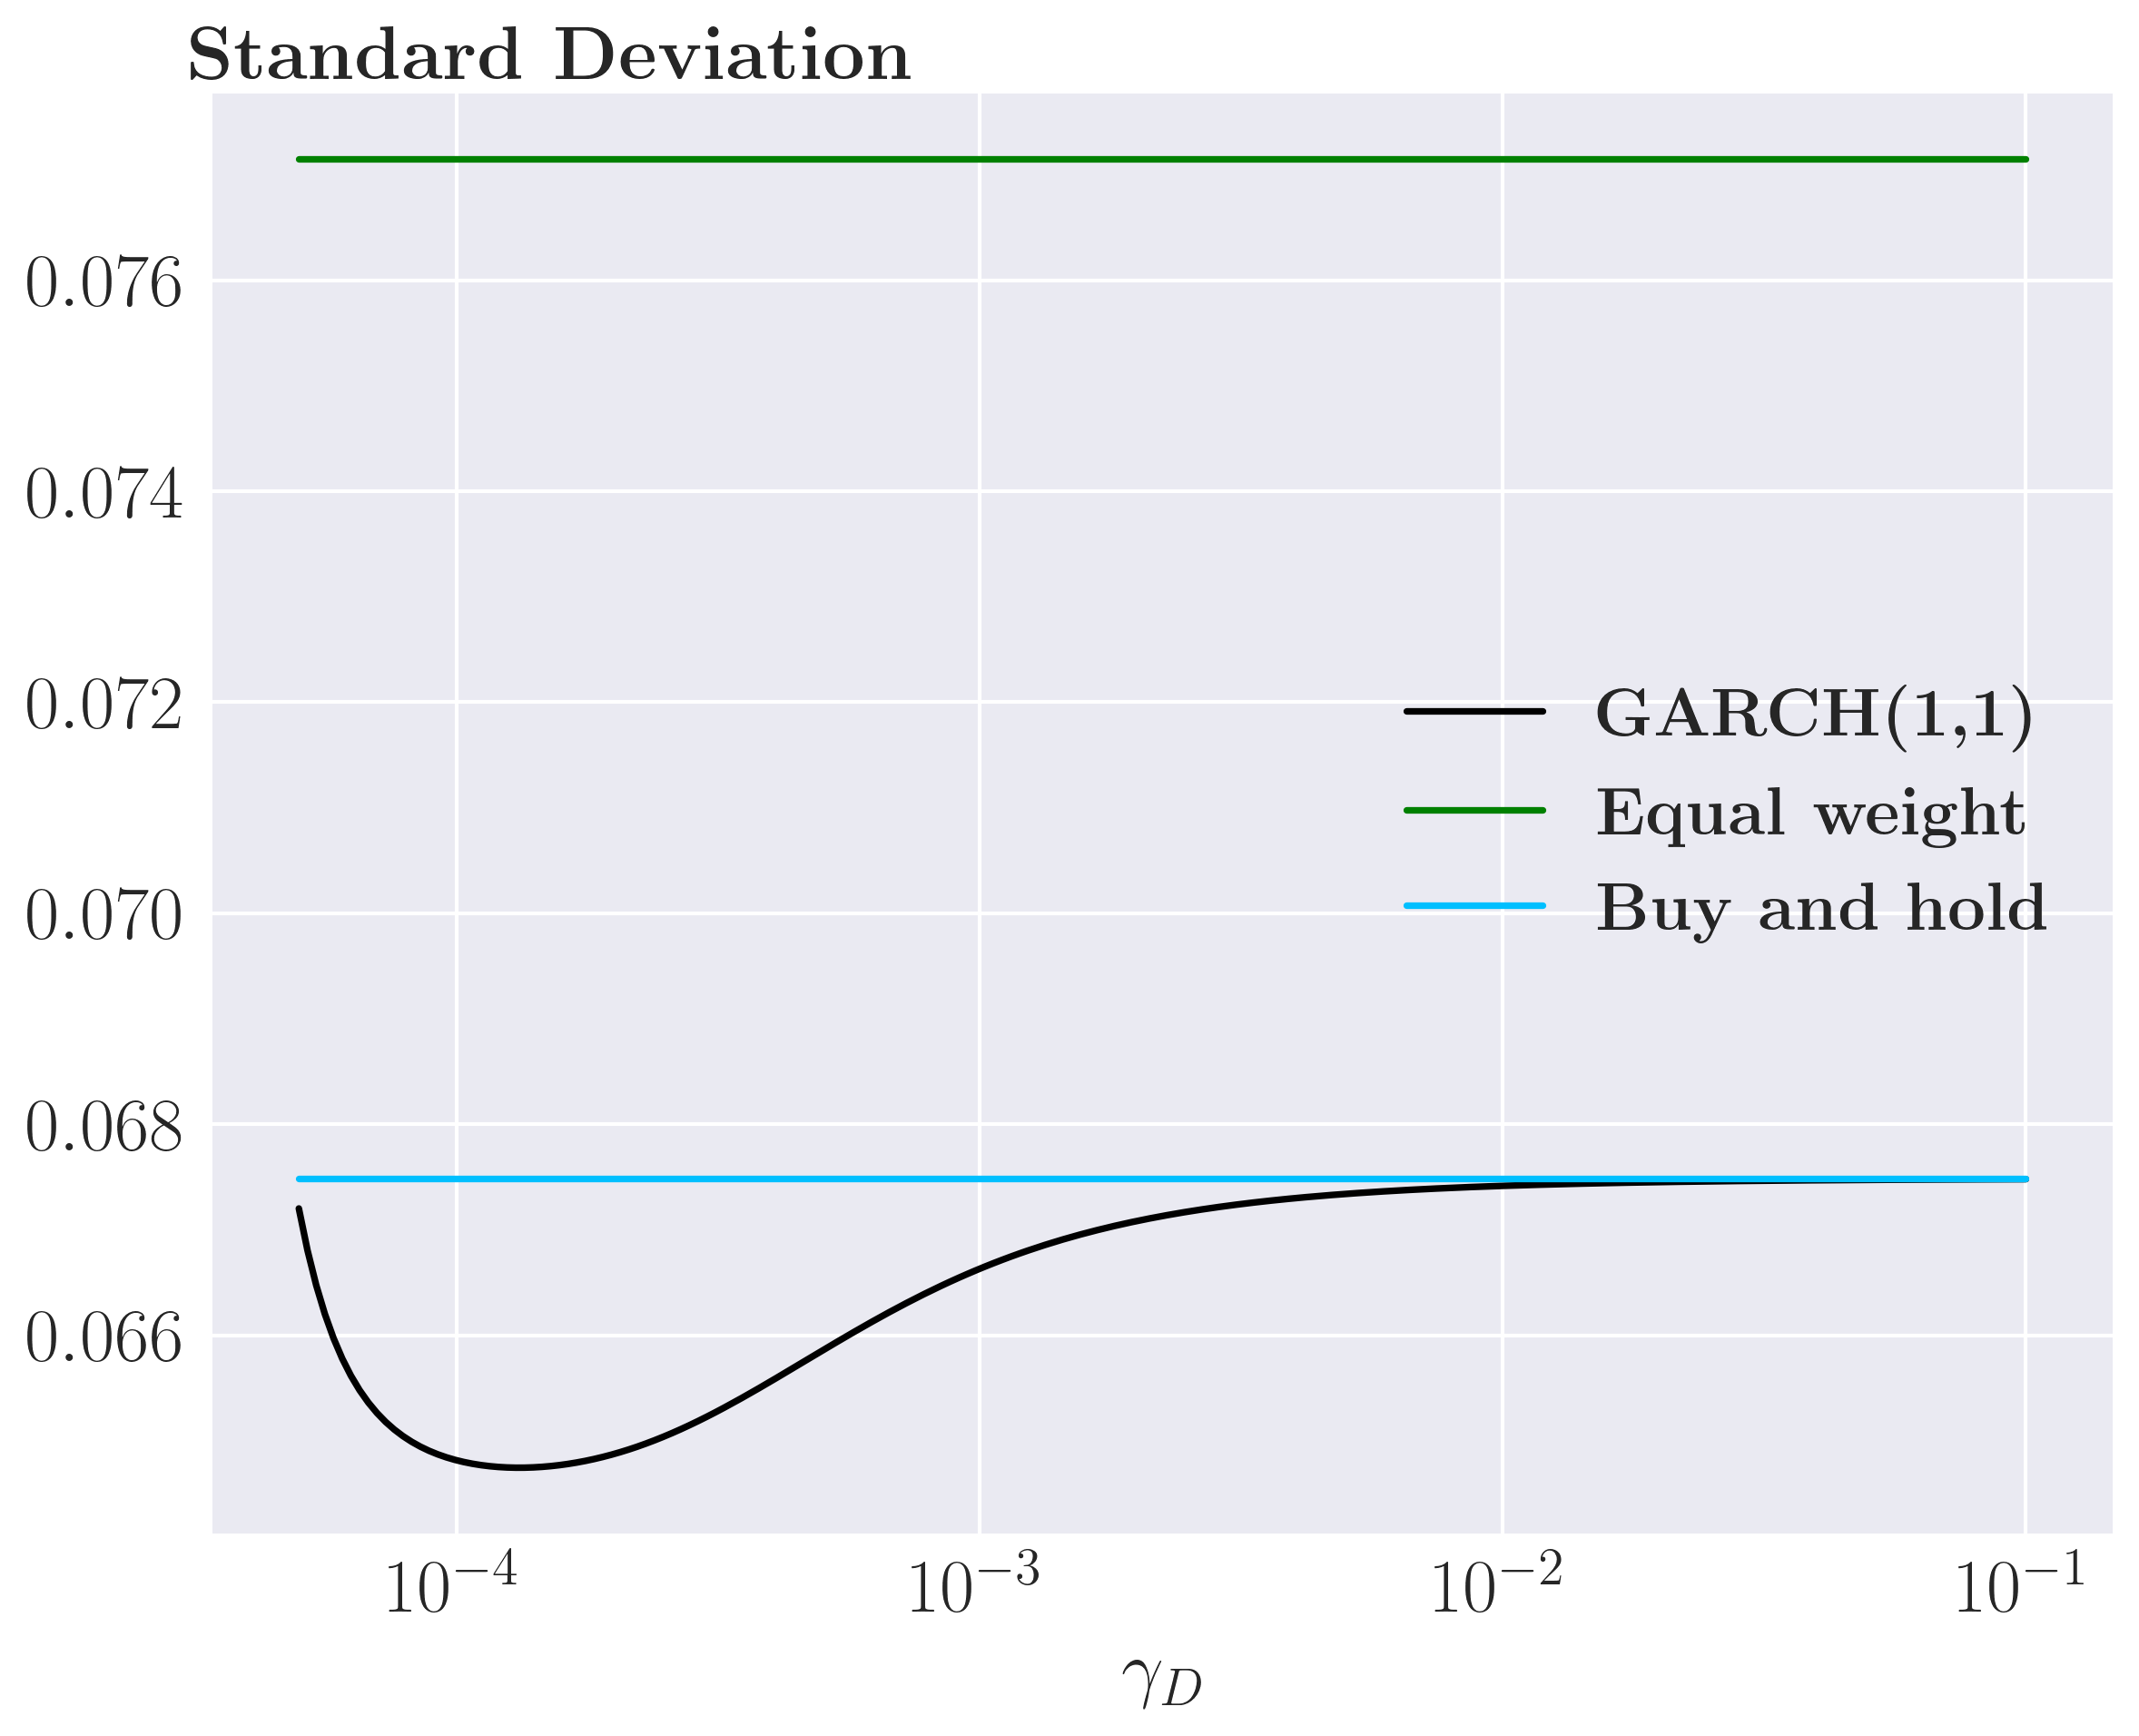 Standard Deviation
0.076
0.074
0.072
0.070
0.068
0.066
GARCH(1,1)
Equal weight
Buy and hold
10⁻⁴ 10⁻³ 10⁻² 10⁻¹
γ_D